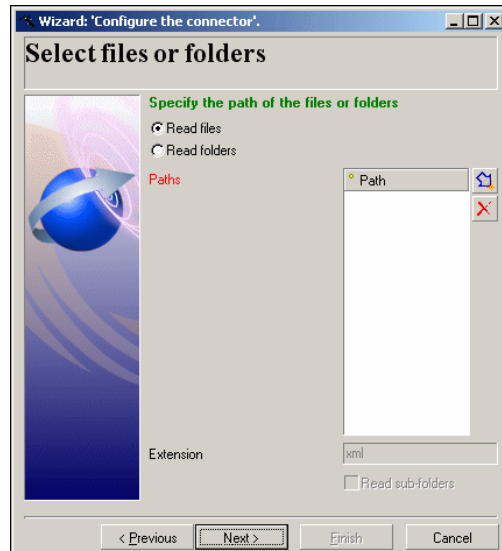 Wizard: 'Configure the connector'.
Select files or folders
Specify the path of the files or folders
Read files
Read folders
Paths
Path
Extension
xml
Read sub-folders
< Previous
Next >
Finish
Cancel